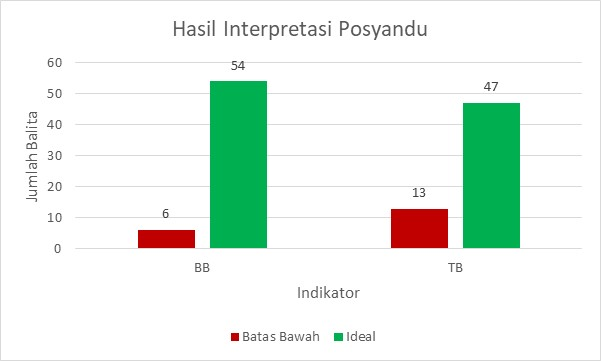 Hasil Interpretasi Posyandu
Jumlah Balita
60
50
40
30
20
10
0
6
54
13
47
BB
TB
Indikator
Batas Bawah
Ideal